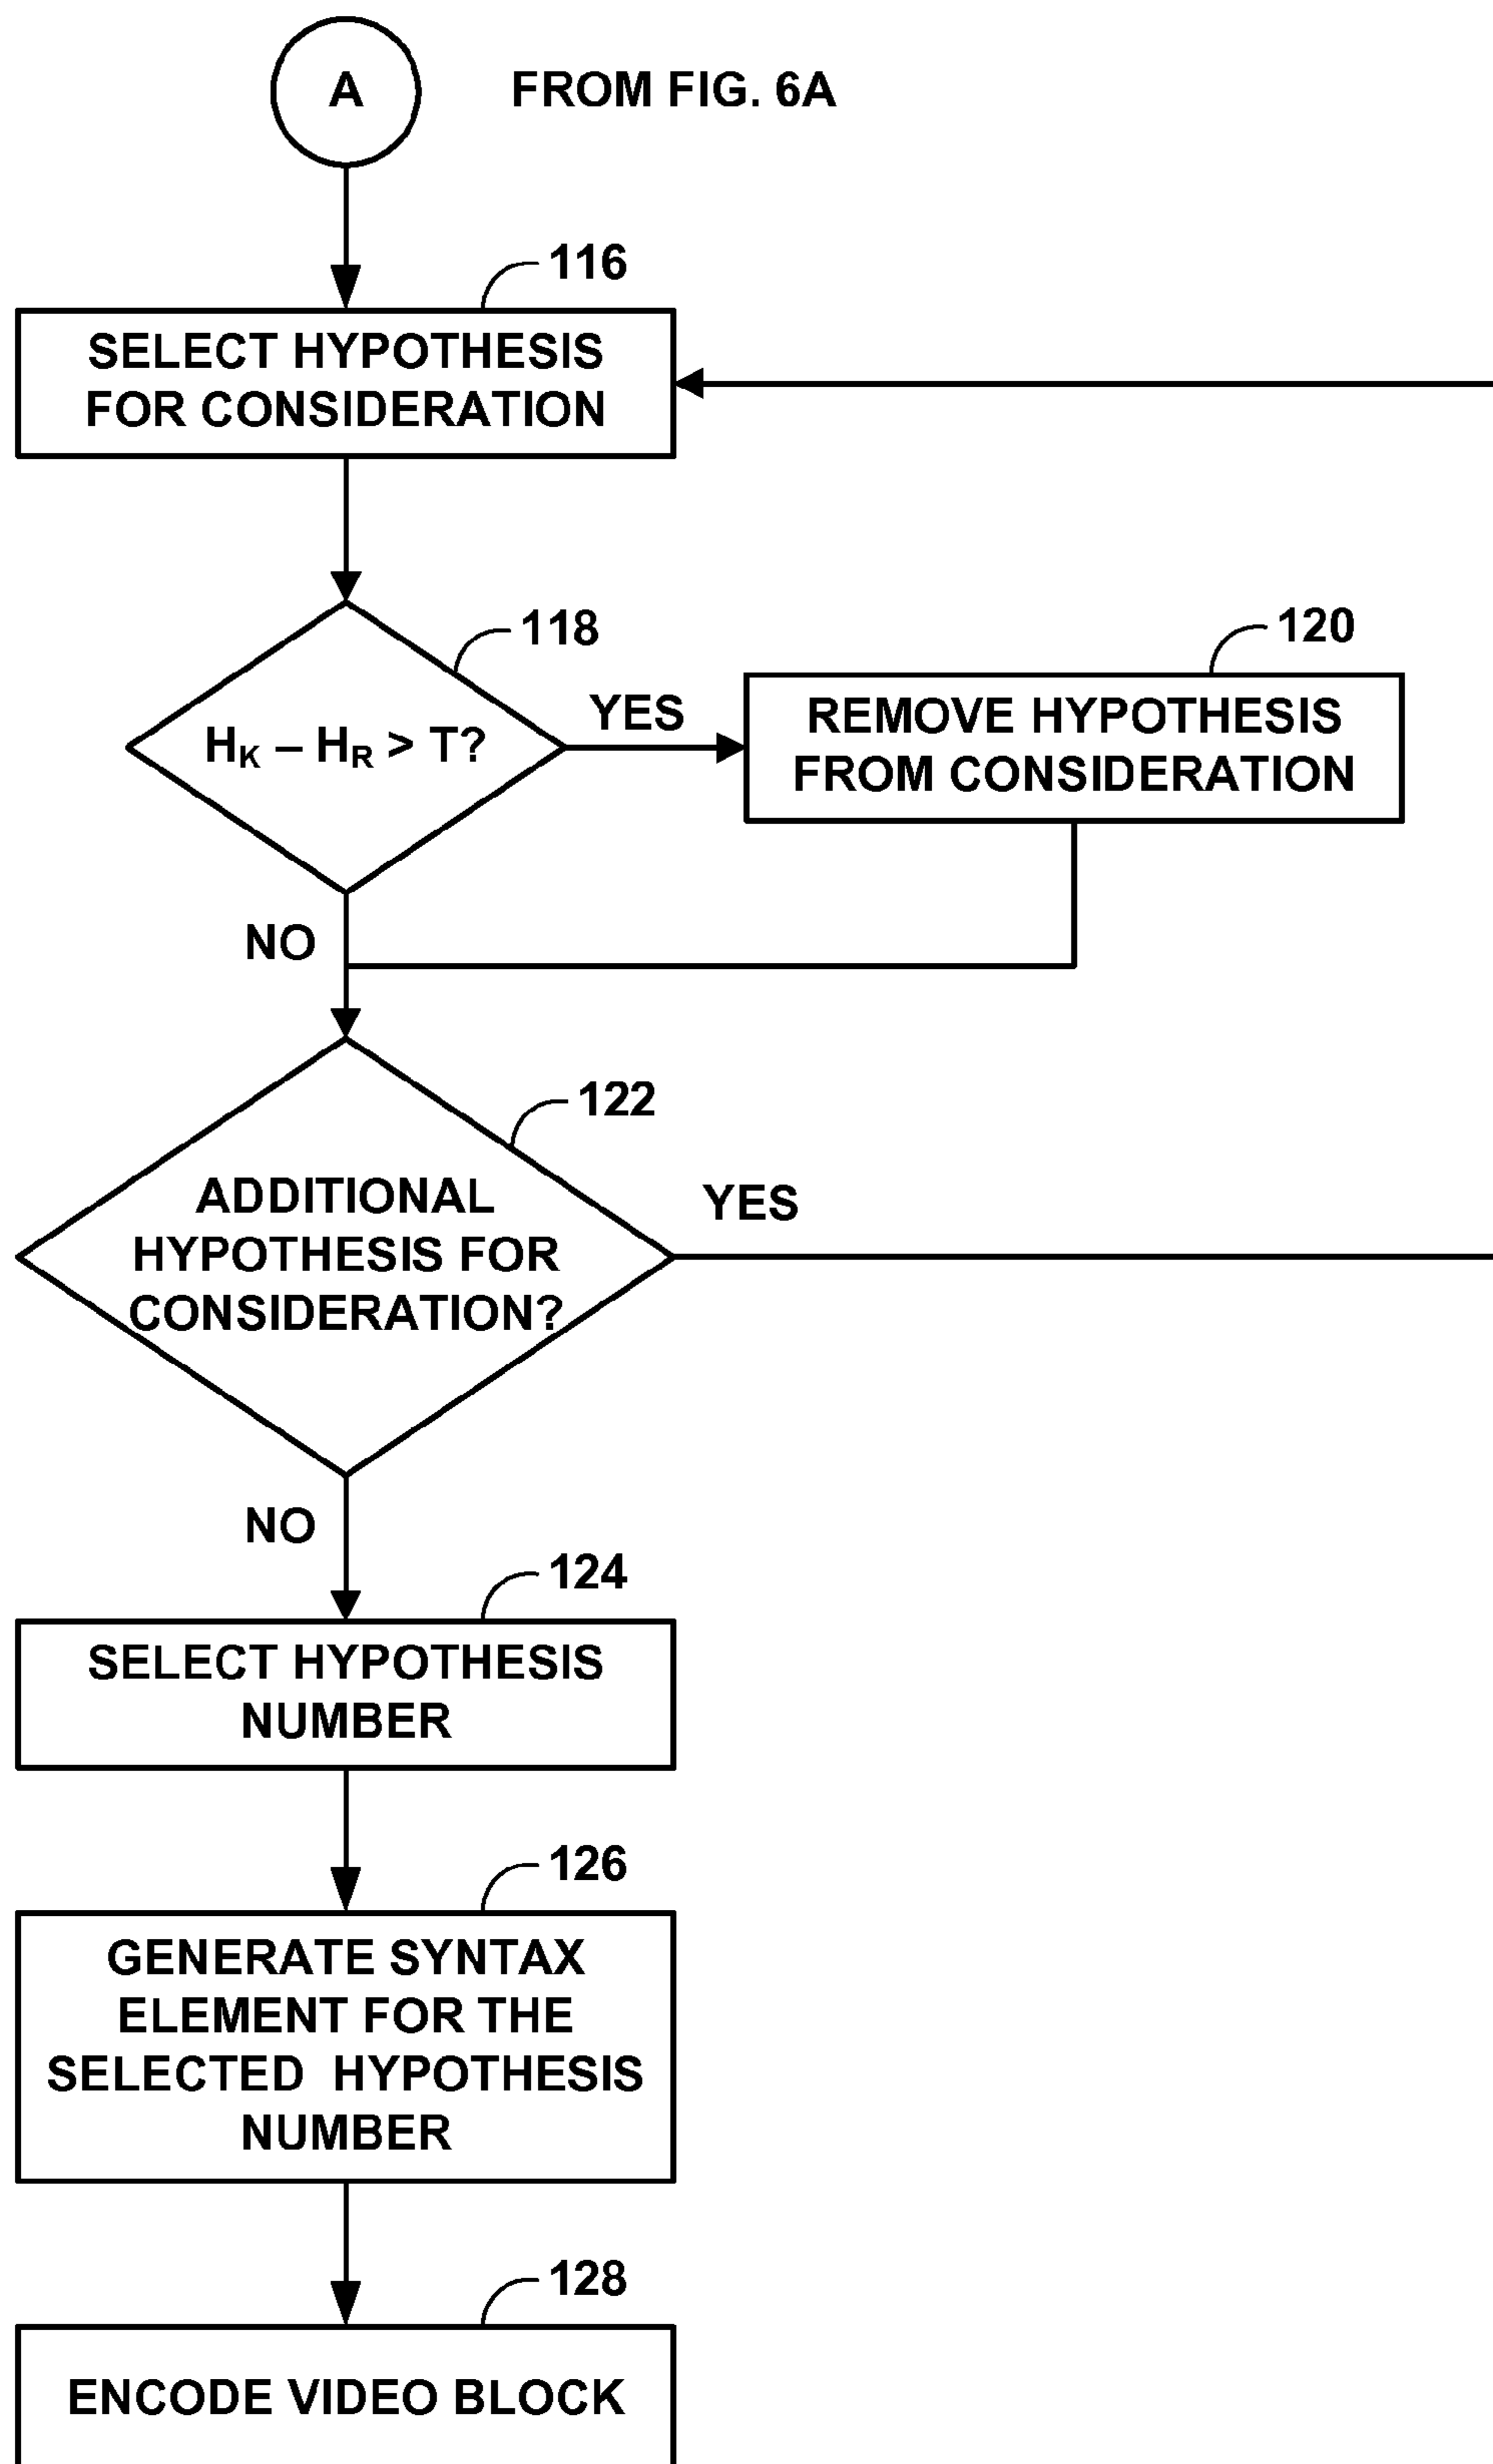 A
FROM FIG. 6A
116
SELECT HYPOTHESIS
FOR CONSIDERATION
118
H_K – H_R > T?
YES
120
REMOVE HYPOTHESIS
FROM CONSIDERATION
NO
122
ADDITIONAL
HYPOTHESIS FOR
CONSIDERATION?
YES
NO
124
SELECT HYPOTHESIS
NUMBER
126
GENERATE SYNTAX
ELEMENT FOR THE
SELECTED HYPOTHESIS
NUMBER
128
ENCODE VIDEO BLOCK